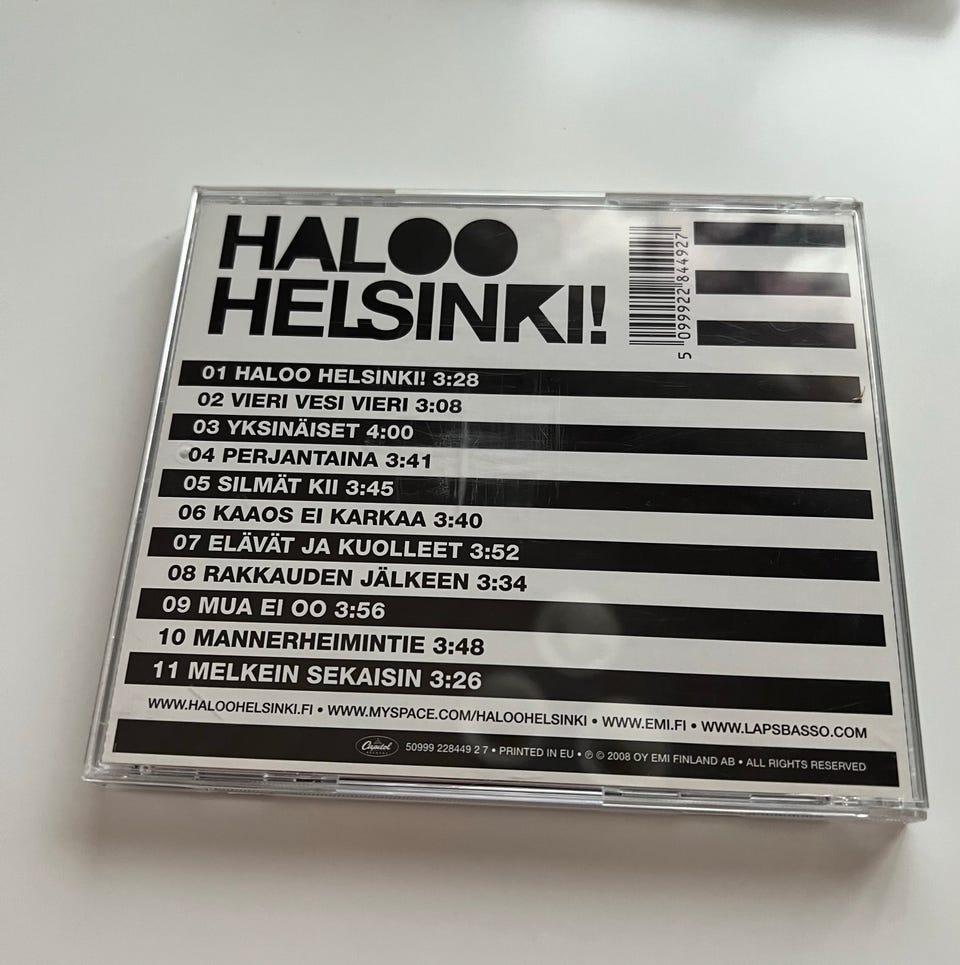 HALOO
HELSINKI!
5 099922 844927
01 HALOO HELSINKI! 3:28
02 VIERI VESI VIERI 3:08
03 YKSINÄISET 4:00
04 PERJANTAINA 3:41
05 SILMÄT KII 3:45
06 KAAOS EI KARKAA 3:40
07 ELÄVÄT JA KUOLLEET 3:52
08 RAKKAUDEN JÄLKEEN 3:34
09 MUA EI OO 3:56
10 MANNERHEIMINTIE 3:48
11 MELKEIN SEKAISIN 3:26
WWW.HALOOHELSINKI.FI • WWW.MYSPACE.COM/HALOOHELSINKI • WWW.EMI.FI • WWW.LAPSBASSO.COM
Capitol 50999 228449 2 7 • PRINTED IN EU • ℗ © 2008 OY EMI FINLAND AB • ALL RIGHTS RESERVED